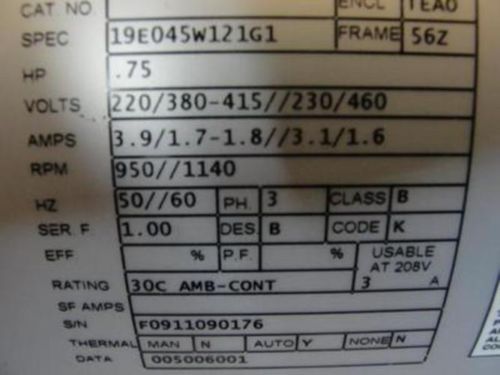 CAT. NO ENCL TEAO
SPEC 19E045W121G1 FRAME 56Z
HP .75
VOLTS 220/380-415//230/460
AMPS 3.9/1.7-1.8//3.1/1.6
RPM 950//1140
HZ 50//60 PH. 3 CLASS B
SER. F. 1.00 DES. B CODE K
EFF % P.F. % USABLE
AT 208V
RATING 30C AMB-CONT 3 A
SF AMPS
S/N F0911090176
THERMAL MAN N AUTO Y NONE N
DATA 005006001